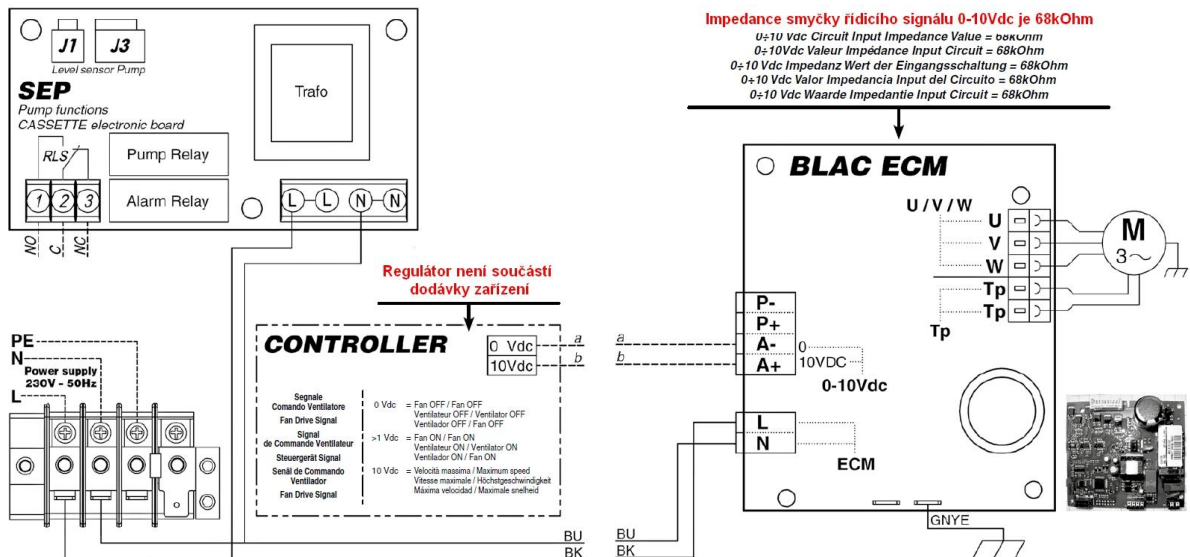 J1
J3
Level sensor Pump
SEP
Pump functions
CASSETTE electronic board
Trafo
RLS
Pump Relay
Alarm Relay
1 2 3
L L N N
NO
C
NC
Regulátor není součástí
dodávky zařízení
PE
N
Power supply
230V - 50Hz
L
CONTROLLER
0 Vdc
10Vdc
a
b
Segnale
Comando Ventilatore
Fan Drive Signal
Signal
de Commande Ventilateur
Steuergerät Signal
Senãl de Comando
Ventilador
Fan Drive Signal
0 Vdc = Fan OFF / Fan OFF
Ventilateur OFF / Ventilator OFF
Ventilador OFF / Fan OFF
>1 Vdc = Fan ON / Fan ON
Ventilateur ON / Ventilator ON
Ventilador ON / Fan ON
10 Vdc = Velocità massima / Maximum speed
Vitesse maximale / Höchstgeschwindigkeit
Máxima velocidad / Maximale snelheid
BU
BK
Impedance smyčky řídicího signálu 0-10Vdc je 68kOhm
0÷10 Vdc Circuit Input Impedance Value = 68kOhm
0÷10Vdc Valeur Impédance Input Circuit = 68kOhm
0÷10 Vdc Impedanz Wert der Eingangsschaltung = 68kOhm
0÷10 Vdc Valor Impedancia Input del Circuito = 68kOhm
0÷10 Vdc Waarde Impedantie Input Circuit = 68kOhm
BLAC ECM
U / V / W
U
V
W
Tp
Tp
Tp
M
3~
P-
P+
A-
A+
0
10VDC
0-10Vdc
a
b
L
N
ECM
GNYE
BU
BK